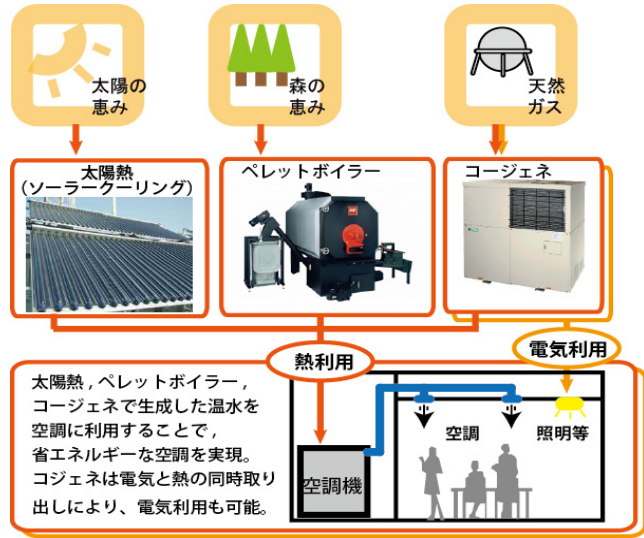 太陽の
恵み
森の
恵み
天然
ガス
太陽熱
(ソーラークーリング)
ペレットボイラー
コージェネ
熱利用
電気利用
太陽熱,ペレットボイラー,
コージェネで生成した温水を
空調に利用することで,
省エネルギーな空調を実現。
コジェネは電気と熱の同時取り
出しにより、電気利用も可能。
空調機
空調
照明等